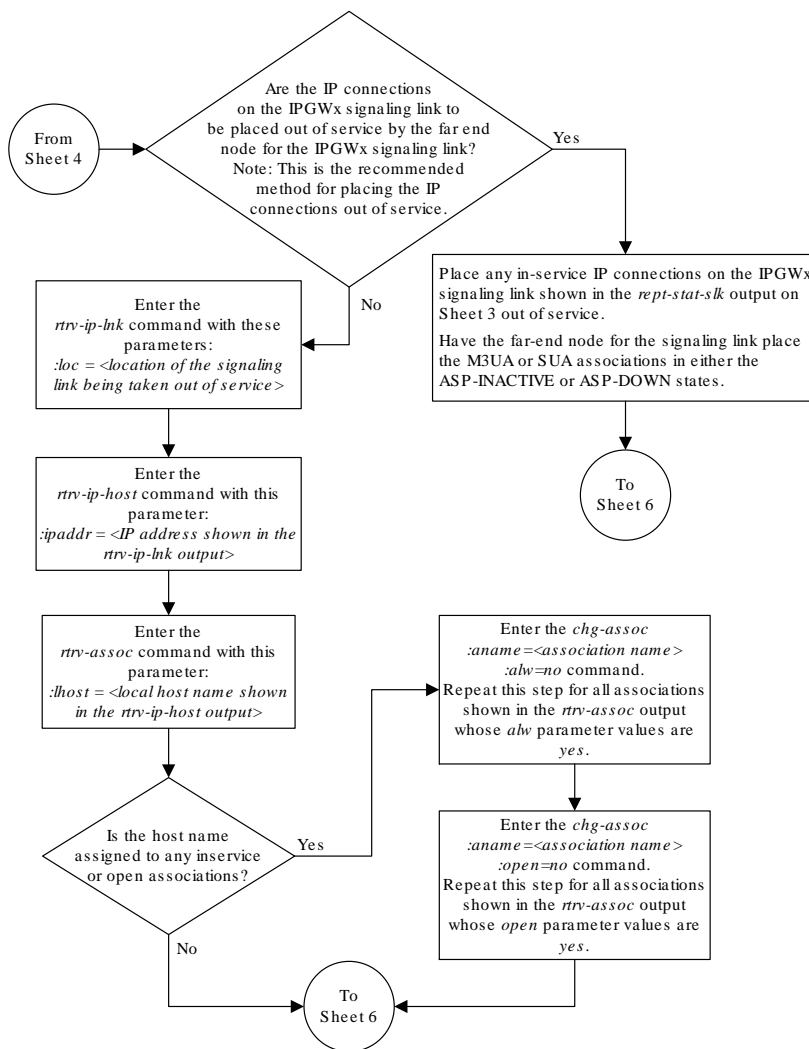 From
Sheet 4
Are the IP connections
on the IPGWx signaling link to
be placed out of service by the far end
node for the IPGWx signaling link?
Note: This is the recommended
method for placing the IP
connections out of service.
Yes
No
Place any in-service IP connections on the IPGWx
signaling link shown in the rept-stat-slk output on
Sheet 3 out of service.
Have the far-end node for the signaling link place
the M3UA or SUA associations in either the
ASP-INACTIVE or ASP-DOWN states.
To
Sheet 6
Enter the
rtrv-ip-lnk command with these
parameters:
:loc = <location of the signaling
link being taken out of service>
Enter the
rtrv-ip-host command with this
parameter:
:ipaddr = <IP address shown in the
rtrv-ip-lnk output>
Enter the
rtrv-assoc command with this
parameter:
:lhost = <local host name shown
in the rtrv-ip-host output>
Is the host name
assigned to any inservice
or open associations?
Yes
No
Enter the chg-assoc
:aname=<association name>
:alw=no command.
Repeat this step for all associations
shown in the rtrv-assoc output
whose alw parameter values are
yes.
Enter the chg-assoc
:aname=<association name>
:open=no command.
Repeat this step for all associations
shown in the rtrv-assoc output
whose open parameter values are
yes.
To
Sheet 6